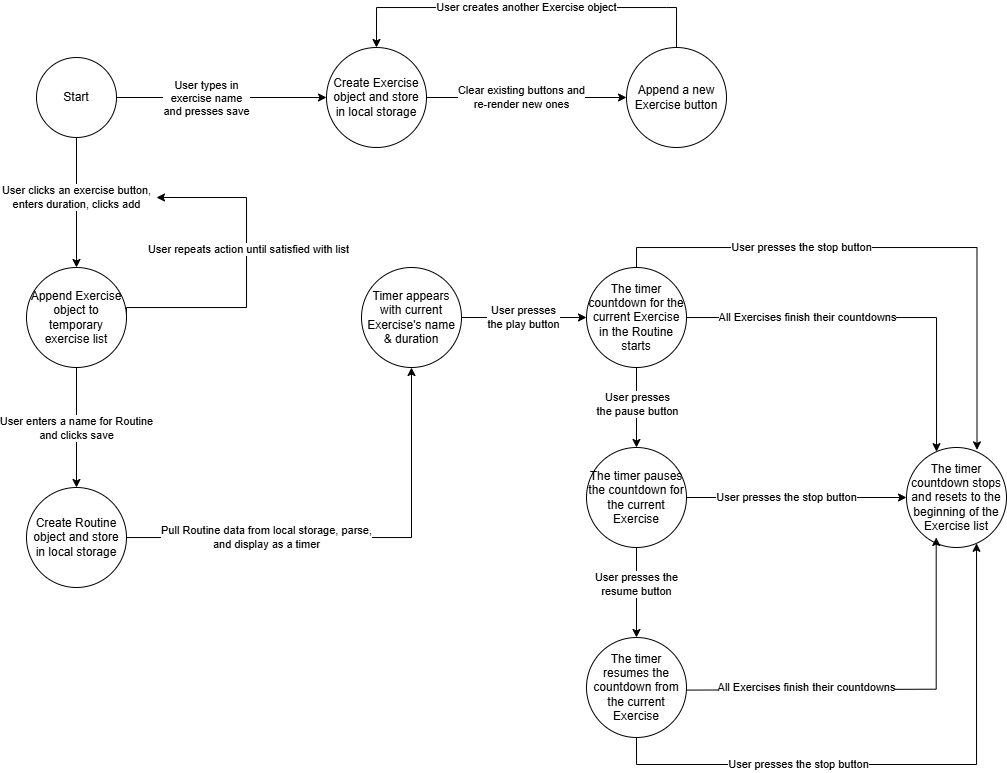 User creates another Exercise object
Start
User types in
exercise name
and presses save
Create Exercise
object and store
in local storage
Clear existing buttons and
re-render new ones
Append a new
Exercise button
User clicks an exercise button,
enters duration, clicks add
User repeats action until satisfied with list
Append Exercise
object to
temporary
exercise list
User enters a name for Routine
and clicks save
Create Routine
object and store
in local storage
Pull Routine data from local storage, parse,
and display as a timer
Timer appears
with current
Exercise's name
& duration
User presses
the play button
The timer
countdown for the
current Exercise
in the Routine
starts
User presses the stop button
All Exercises finish their countdowns
User presses
the pause button
The timer pauses
the countdown for
the current
Exercise
User presses the stop button
The timer
countdown stops
and resets to the
beginning of the
Exercise list
User presses the
resume button
The timer
resumes the
countdown from
the current
Exercise
All Exercises finish their countdowns
User presses the stop button